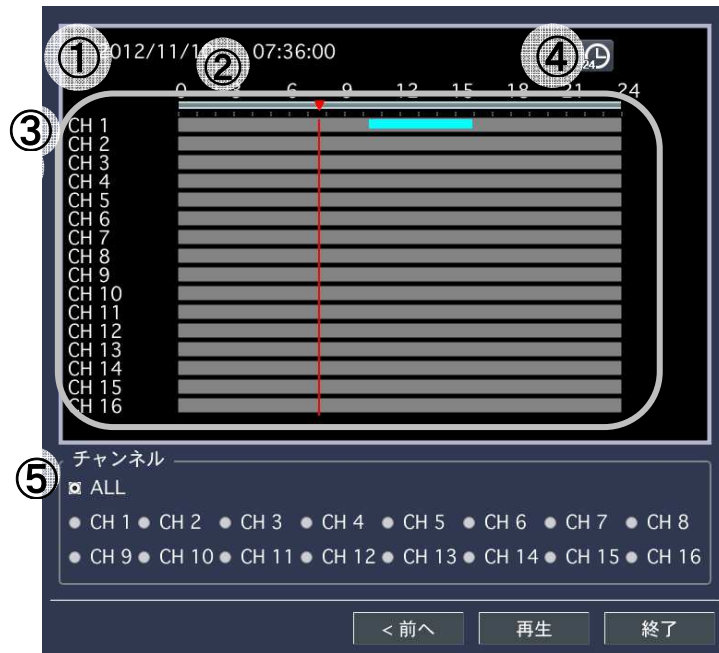 ① 2012/11/1 ② 07:36:00 ④ 24
0 3 6 9 12 15 18 21 24
③ CH 1
CH 2
CH 3
CH 4
CH 5
CH 6
CH 7
CH 8
CH 9
CH 10
CH 11
CH 12
CH 13
CH 14
CH 15
CH 16
⑤ チャンネル
ALL
CH 1 CH 2 CH 3 CH 4 CH 5 CH 6 CH 7 CH 8
CH 9 CH 10 CH 11 CH 12 CH 13 CH 14 CH 15 CH 16
< 前へ 再生 終了